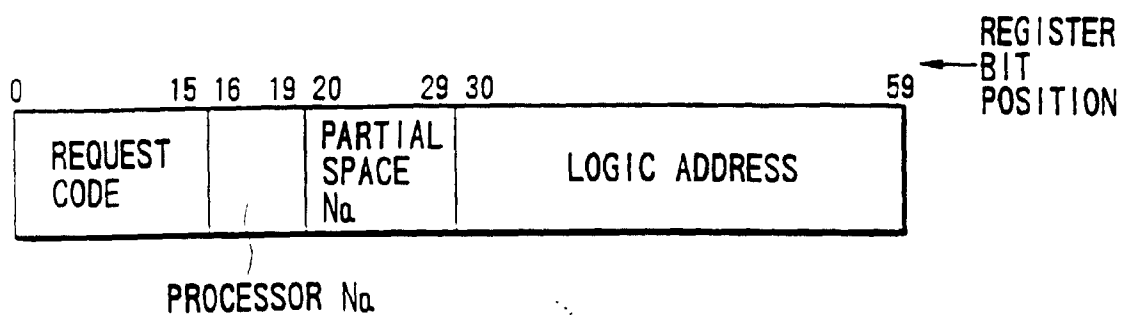 REGISTER
BIT
POSITION
0 15 16 19 20 29 30 59
REQUEST
CODE
PARTIAL
SPACE
No.
LOGIC ADDRESS
PROCESSOR No.